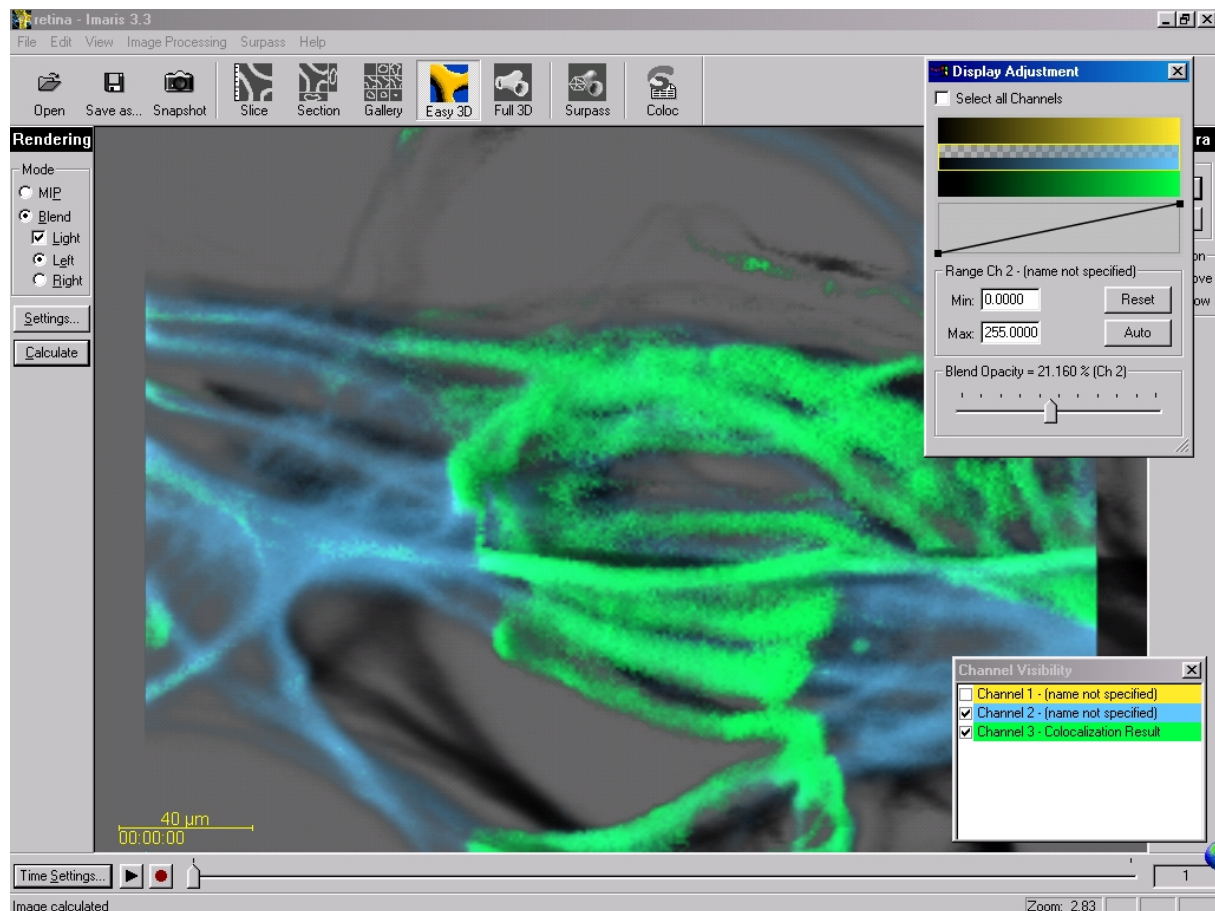 retina - Imaris 3.3
File Edit View Image Processing Surpass Help
Open Save as... Snapshot Slice Section Gallery Easy 3D Full 3D Surpass Coloc
Rendering
Mode
MIP
Blend
Light
Left
Right
Settings...
Calculate
Display Adjustment
Select all Channels
Range Ch 2 - (name not specified)
Min: 0.0000 Reset
Max: 255.0000 Auto
Blend Opacity = 21.160 % (Ch 2)
ra
on
ove
ow
Channel Visibility
Channel 1 - (name not specified)
Channel 2 - (name not specified)
Channel 3 - Colocalization Result
40 µm
00:00:00
Time Settings... 1
Image calculated Zoom: 2.83